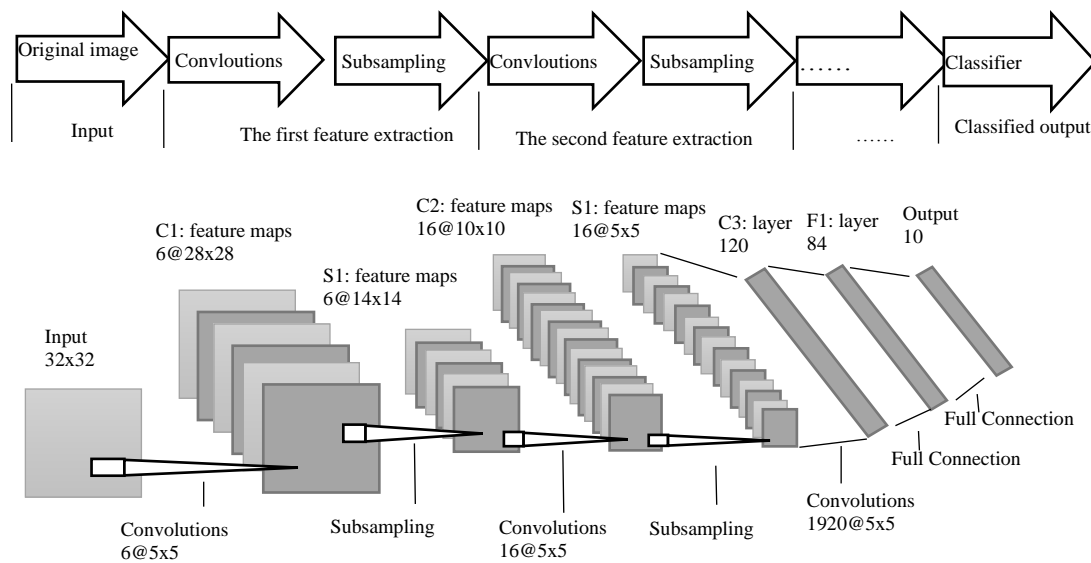 Original image
Convloutions
Subsampling
Convloutions
Subsampling
……
Classifier
Input
The first feature extraction
The second feature extraction
……
Classified output
C1: feature maps
6@28x28
S1: feature maps
6@14x14
C2: feature maps
16@10x10
S1: feature maps
16@5x5
C3: layer
120
F1: layer
84
Output
10
Input
32x32
Convolutions
6@5x5
Subsampling
Convolutions
16@5x5
Subsampling
Convolutions
1920@5x5
Full Connection
Full Connection